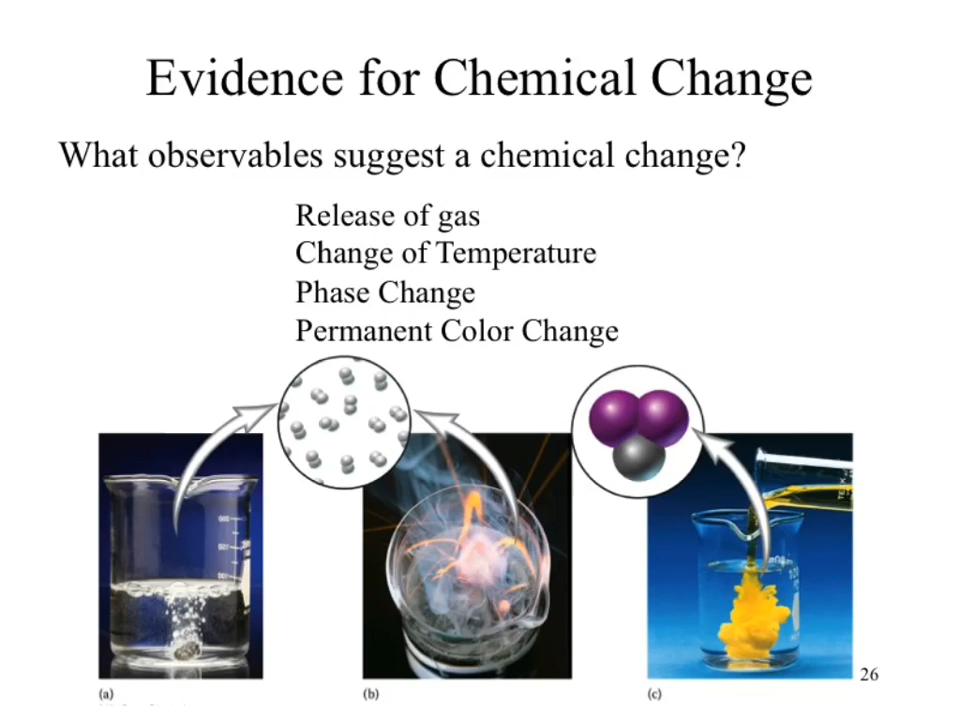 Evidence for Chemical Change
What observables suggest a chemical change?
Release of gas
Change of Temperature
Phase Change
Permanent Color Change
26
(a)
(b)
(c)